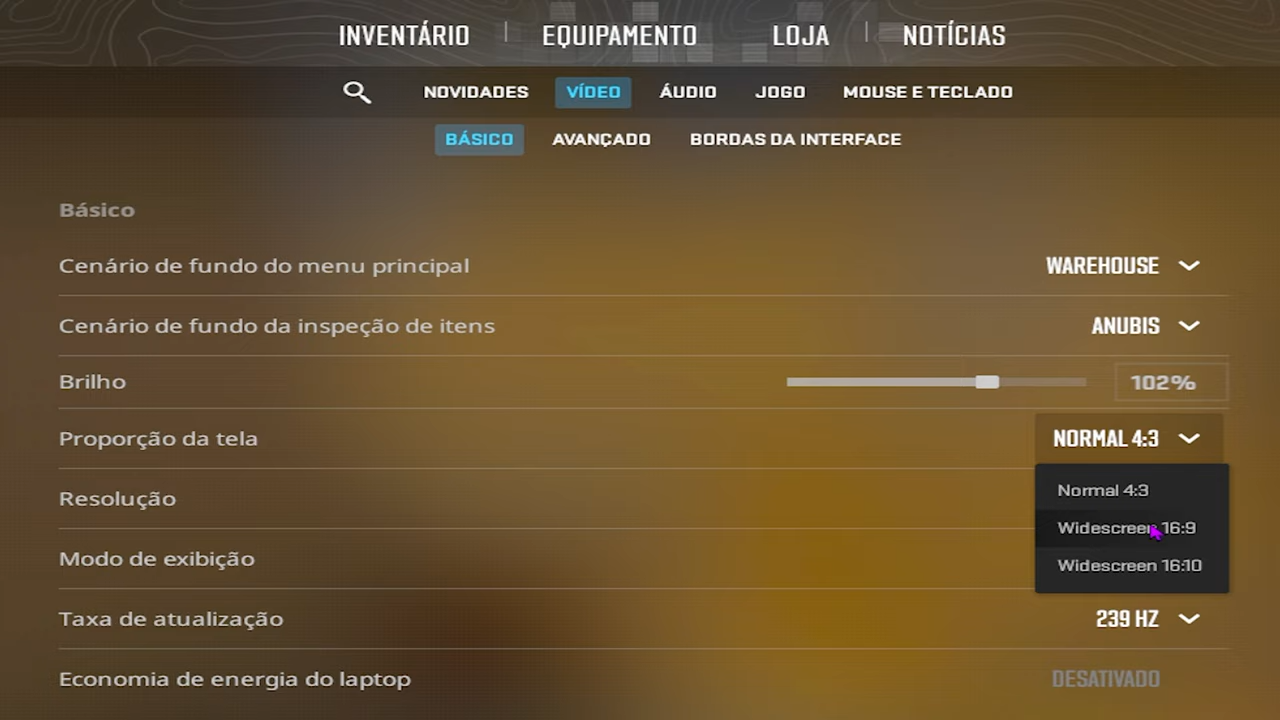 INVENTÁRIO EQUIPAMENTO LOJA NOTÍCIAS
NOVIDADES VÍDEO ÁUDIO JOGO MOUSE E TECLADO
BÁSICO AVANÇADO BORDAS DA INTERFACE
Básico
Cenário de fundo do menu principal WAREHOUSE
Cenário de fundo da inspeção de itens ANUBIS
Brilho 102%
Proporção da tela NORMAL 4:3
Normal 4:3
Resolução
Widescreen 16:9
Modo de exibição
Widescreen 16:10
Taxa de atualização 239 HZ
Economia de energia do laptop DESATIVADO